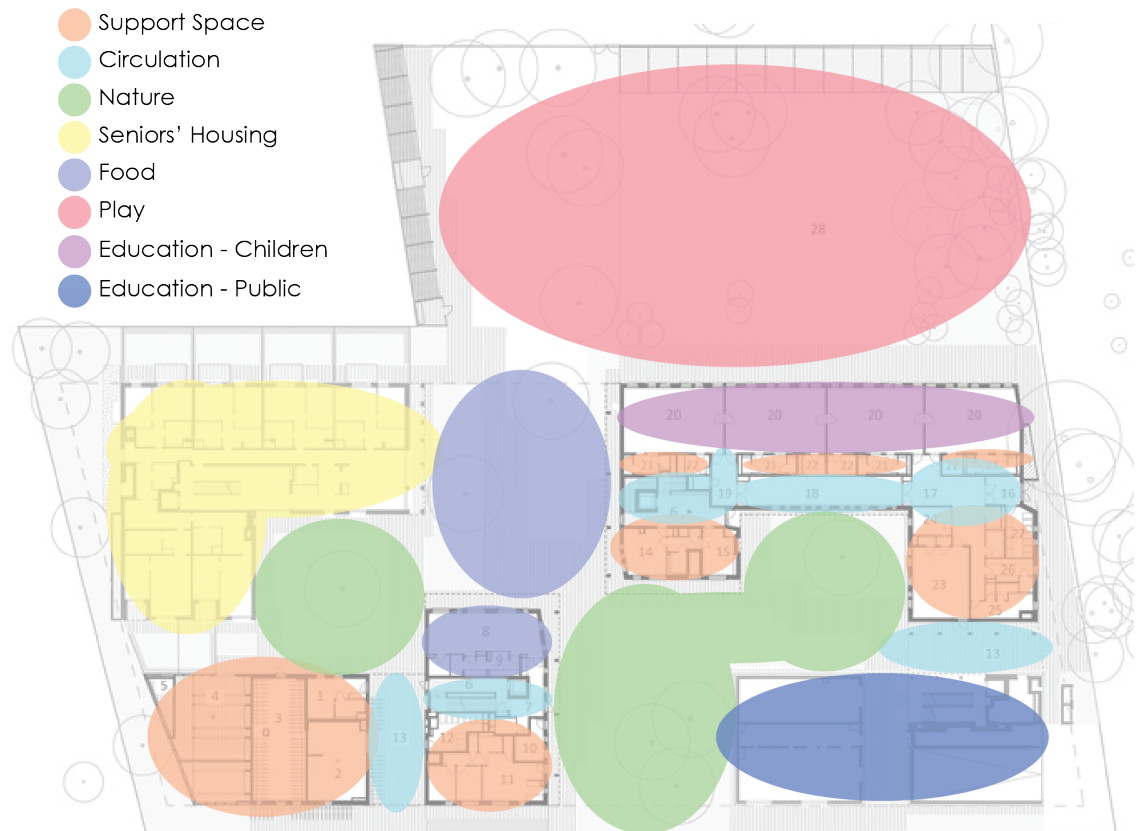 Support Space
Circulation
Nature
Seniors’ Housing
Food
Play
Education - Children
Education - Public
28
20 20 20 20
21 22 21 22 22 21 22
6 19 18 17 16
14 15 27
23 26
25
8
9
13
5 4 1
6
7
3
13 12 10
2 11